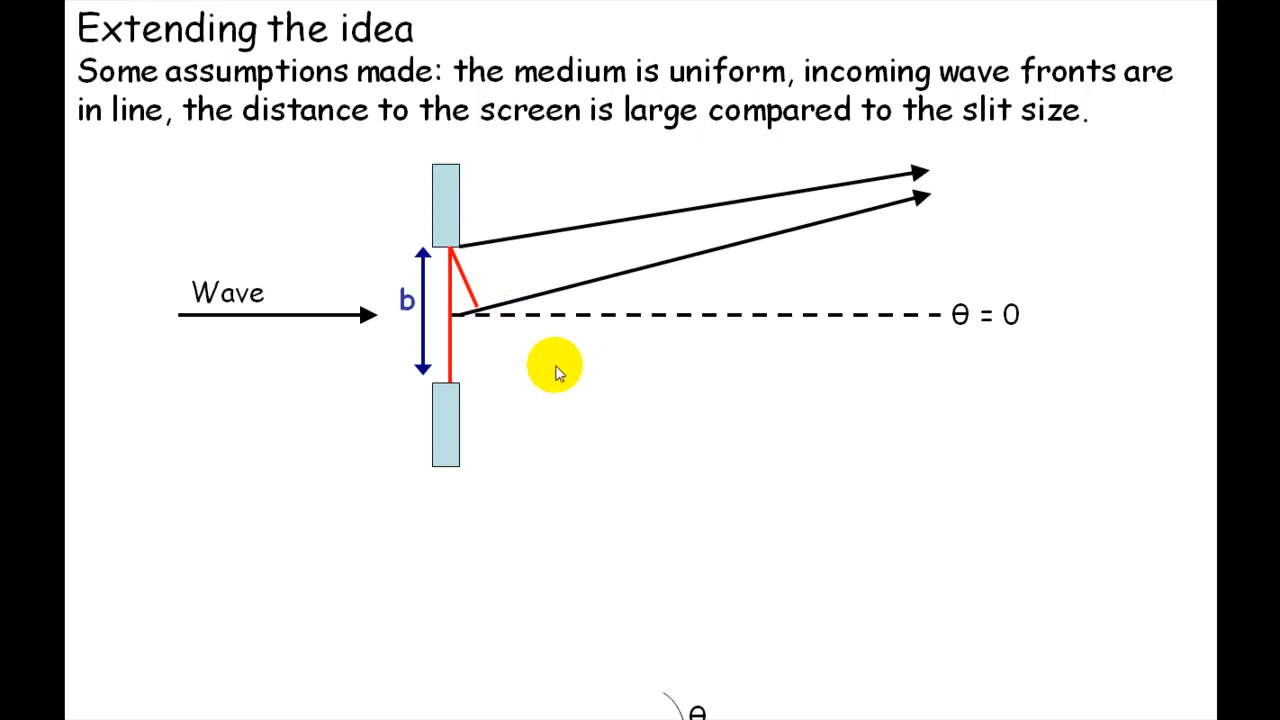 Extending the idea
Some assumptions made: the medium is uniform, incoming wave fronts are
in line, the distance to the screen is large compared to the slit size.
Wave
b
θ = 0
θ